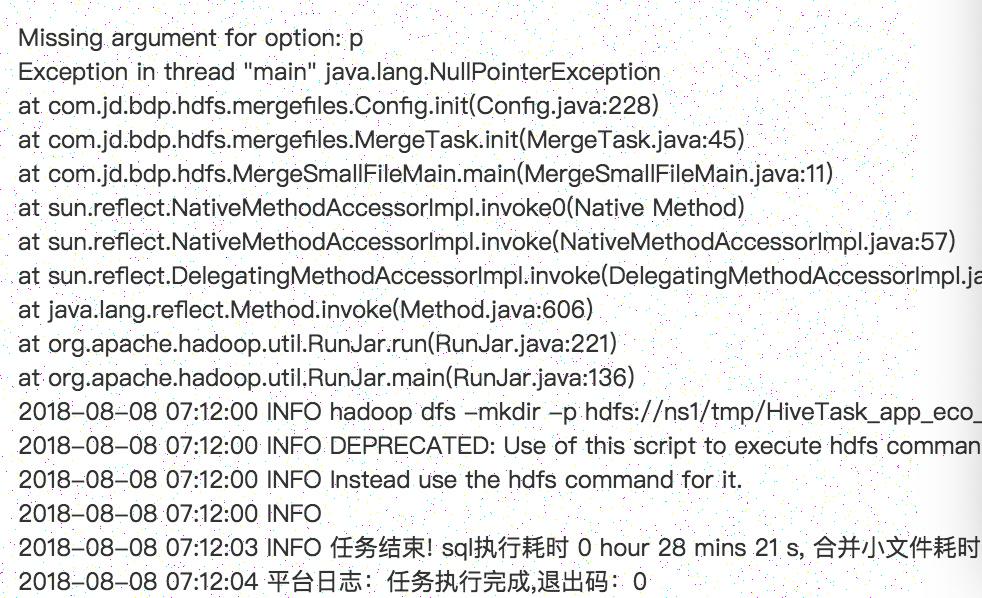 Missing argument for option: p
Exception in thread "main" java.lang.NullPointerException
at com.jd.bdp.hdfs.mergefiles.Config.init(Config.java:228)
at com.jd.bdp.hdfs.mergefiles.MergeTask.init(MergeTask.java:45)
at com.jd.bdp.hdfs.MergeSmallFileMain.main(MergeSmallFileMain.java:11)
at sun.reflect.NativeMethodAccessorImpl.invoke0(Native Method)
at sun.reflect.NativeMethodAccessorImpl.invoke(NativeMethodAccessorImpl.java:57)
at sun.reflect.DelegatingMethodAccessorImpl.invoke(DelegatingMethodAccessorImpl.ja
at java.lang.reflect.Method.invoke(Method.java:606)
at org.apache.hadoop.util.RunJar.run(RunJar.java:221)
at org.apache.hadoop.util.RunJar.main(RunJar.java:136)
2018-08-08 07:12:00 INFO hadoop dfs -mkdir -p hdfs://ns1/tmp/HiveTask_app_eco_
2018-08-08 07:12:00 INFO DEPRECATED: Use of this script to execute hdfs comman
2018-08-08 07:12:00 INFO Instead use the hdfs command for it.
2018-08-08 07:12:00 INFO
2018-08-08 07:12:03 INFO 任务结束! sql执行耗时 0 hour 28 mins 21 s, 合并小文件耗时
2018-08-08 07:12:04 平台日志：任务执行完成,退出码：0